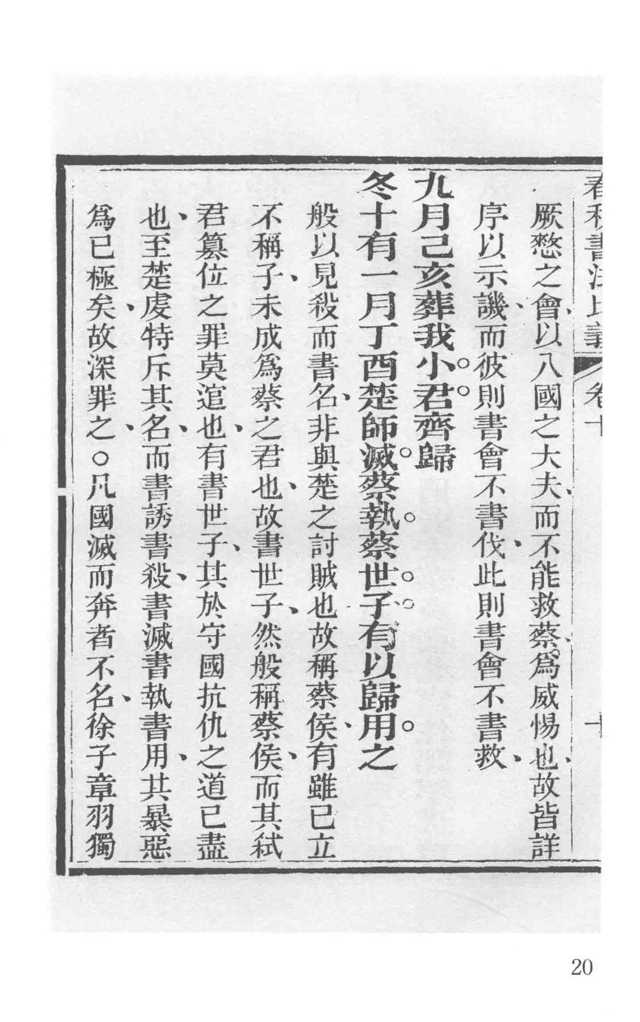 春秋書法比義 卷十 十
厥憖之會以八國之大夫而不能救蔡爲威惕也故皆詳
序以示譏而彼則書會不書伐此則書會不書救
九月己亥葬我小君齊歸
冬十有一月丁酉楚師滅蔡執蔡世子有以歸用之
般以見殺而書名非與楚之討賊也故稱蔡侯有雖已立
不稱子未成爲蔡之君也故書世子然般稱蔡侯而其弒
君簒位之罪莫逭也有書世子其於守國抗仇之道已盡
也至楚虔特斥其名而書誘書殺書滅書執書用其暴惡
爲已極矣故深罪之○凡國滅而奔者不名徐子章羽獨
20